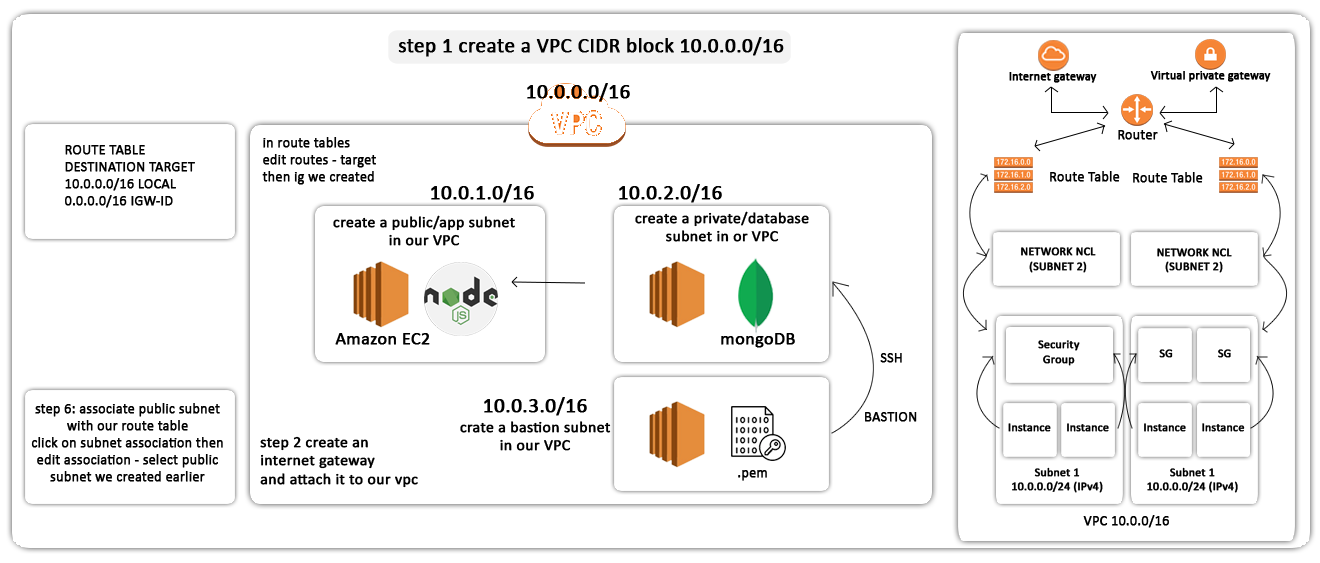 step 1 create a VPC CIDR block 10.0.0.0/16
10.0.0.0/16
VPC
ROUTE TABLE
DESTINATION TARGET
10.0.0.0/16 LOCAL
0.0.0.0/16 IGW-ID
in route tables
edit routes - target
then ig we created
10.0.1.0/16
create a public/app subnet
in our VPC
node
JS
Amazon EC2
10.0.2.0/16
create a private/database
subnet in or VPC
mongoDB
SSH
BASTION
10.0.3.0/16
crate a bastion subnet
in our VPC
010110
101010
010101
0101
.pem
step 2 create an
internet gateway
and attach it to our vpc
step 6: associate public subnet
with our route table
click on subnet association then
edit association - select public
subnet we created earlier
Internet gateway
Virtual private gateway
Router
172.16.0.0
172.16.1.0
172.16.2.0
Route Table
Route Table
172.16.0.0
172.16.1.0
172.16.2.0
NETWORK NCL
(SUBNET 2)
NETWORK NCL
(SUBNET 2)
Security
Group
SG
SG
Instance
Instance
Instance
Instance
Subnet 1
10.0.0.0/24 (IPv4)
Subnet 1
10.0.0.0/24 (IPv4)
VPC 10.0.0/16